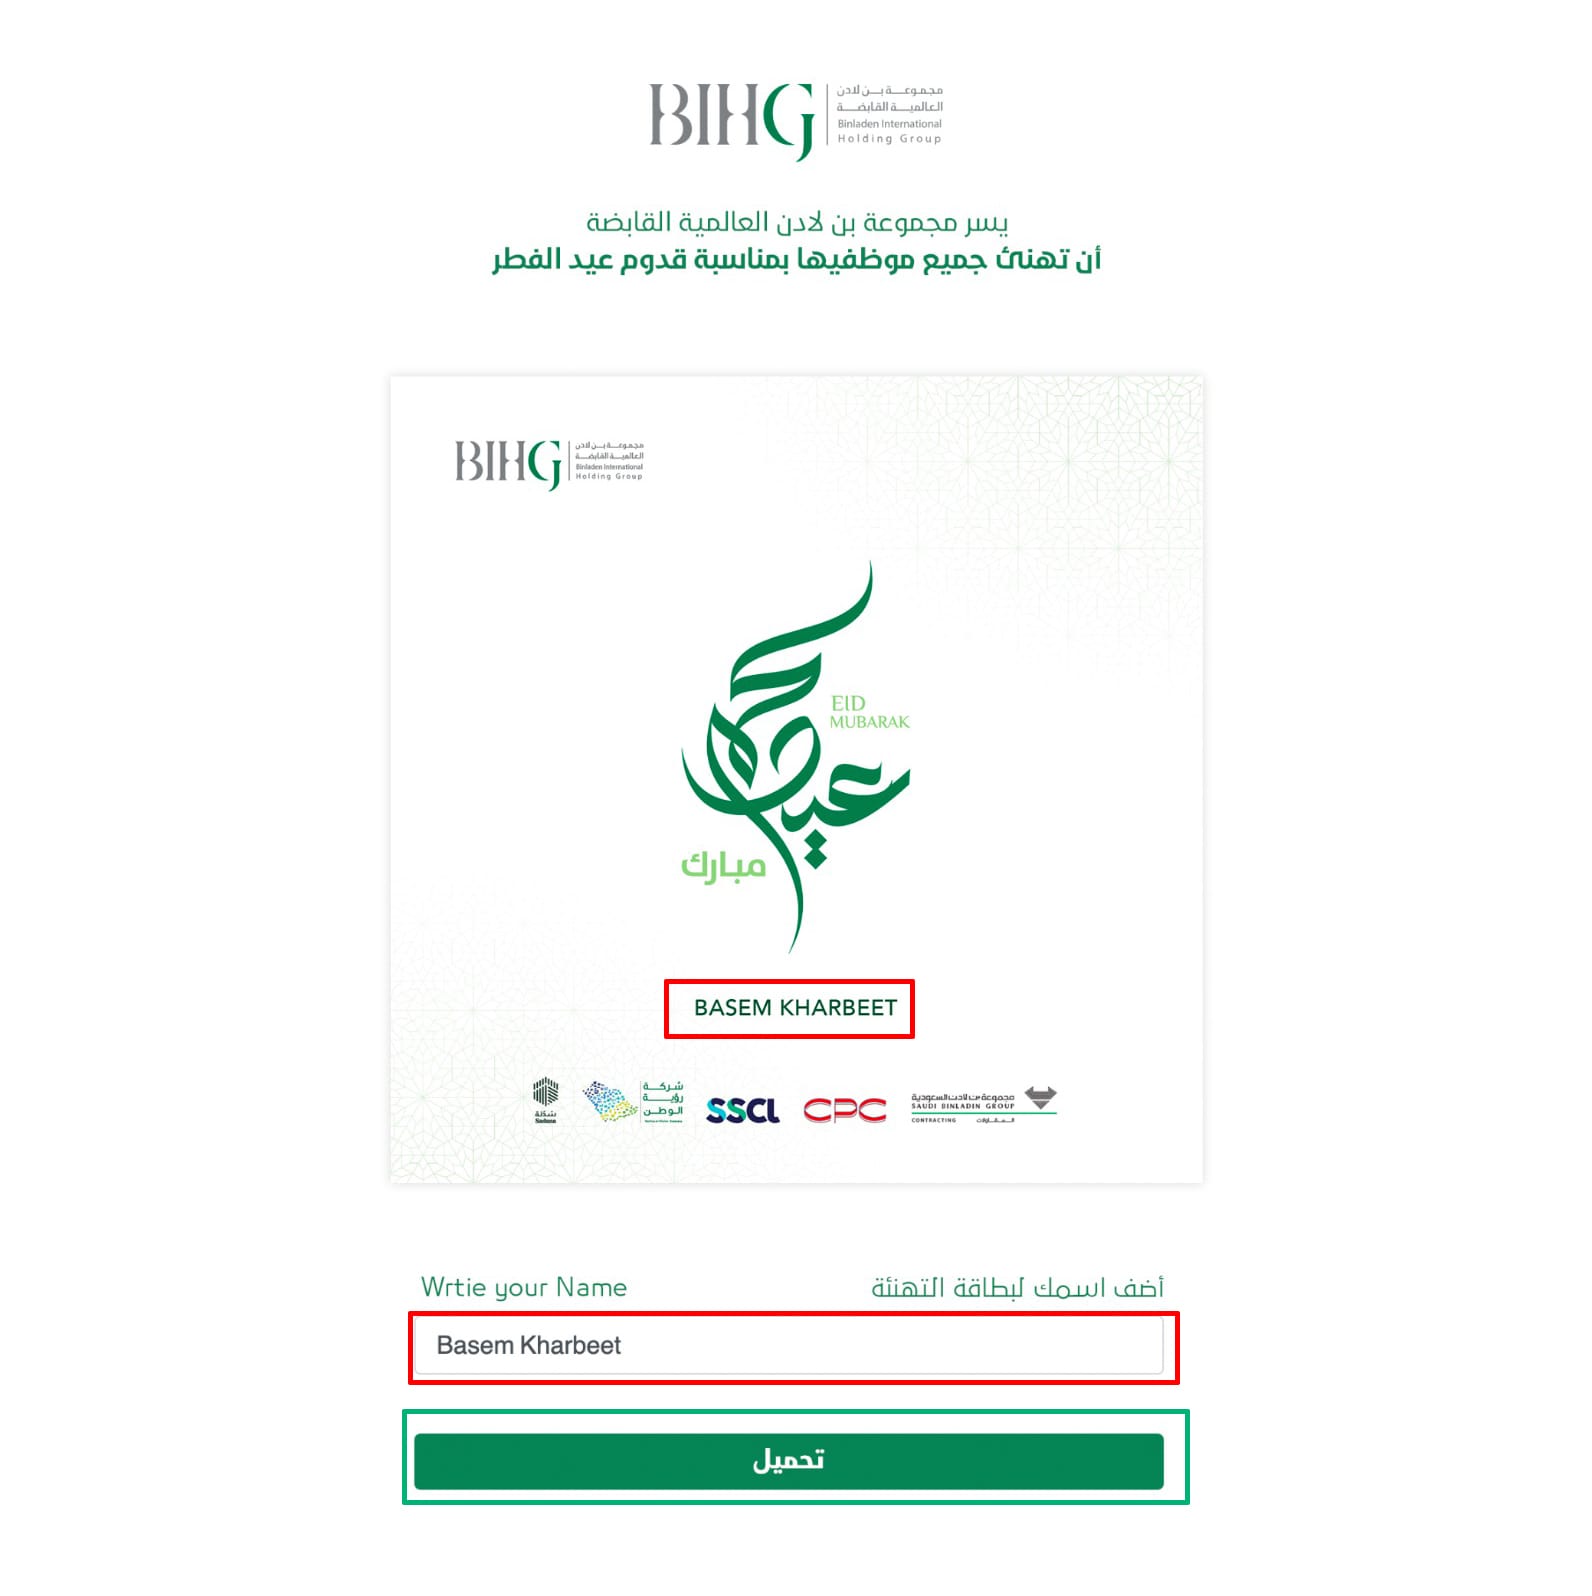 BIHG
مجموعة بن لادن
العالمية القابضة
Binladen International
Holding Group
يسر مجموعة بن لادن العالمية القابضة
أن تهنئ جميع موظفيها بمناسبة قدوم عيد الفطر
BIHG
مجموعة بن لادن
العالمية القابضة
Binladen International
Holding Group
EID
MUBARAK
عيدكم
مبارك
BASEM KHARBEET
شركة
رؤية
الوطن
SSCL
CPC
مجموعة بن لادن السعودية
SAUDI BINLADIN GROUP
CONTRACTING المقاولات
Wrtie your Name
أضف اسمك لبطاقة التهنئة
Basem Kharbeet
تحميل